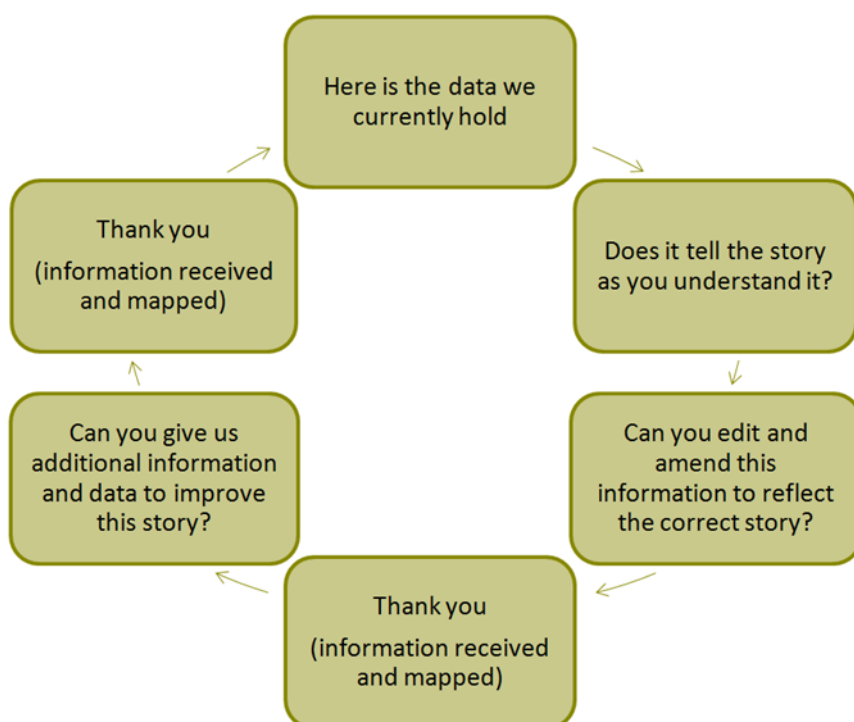 Here is the data we
currently hold
Does it tell the story
as you understand it?
Can you edit and
amend this
information to reflect
the correct story?
Thank you
(information received
and mapped)
Can you give us
additional information
and data to improve
this story?
Thank you
(information received
and mapped)